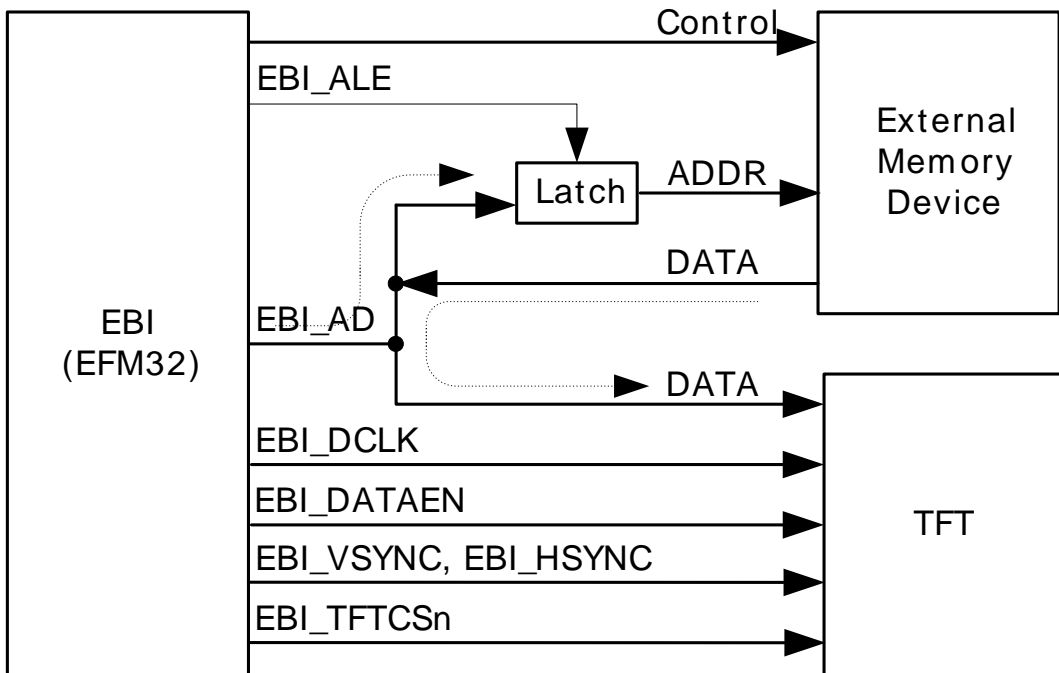 Control
EBI_ALE
External
Memory
Device
Latch
ADDR
DATA
EBI
(EFM32)
EBI_AD
DATA
EBI_DCLK
EBI_DATAEN
TFT
EBI_VSYNC, EBI_HSYNC
EBI_TFTCSn